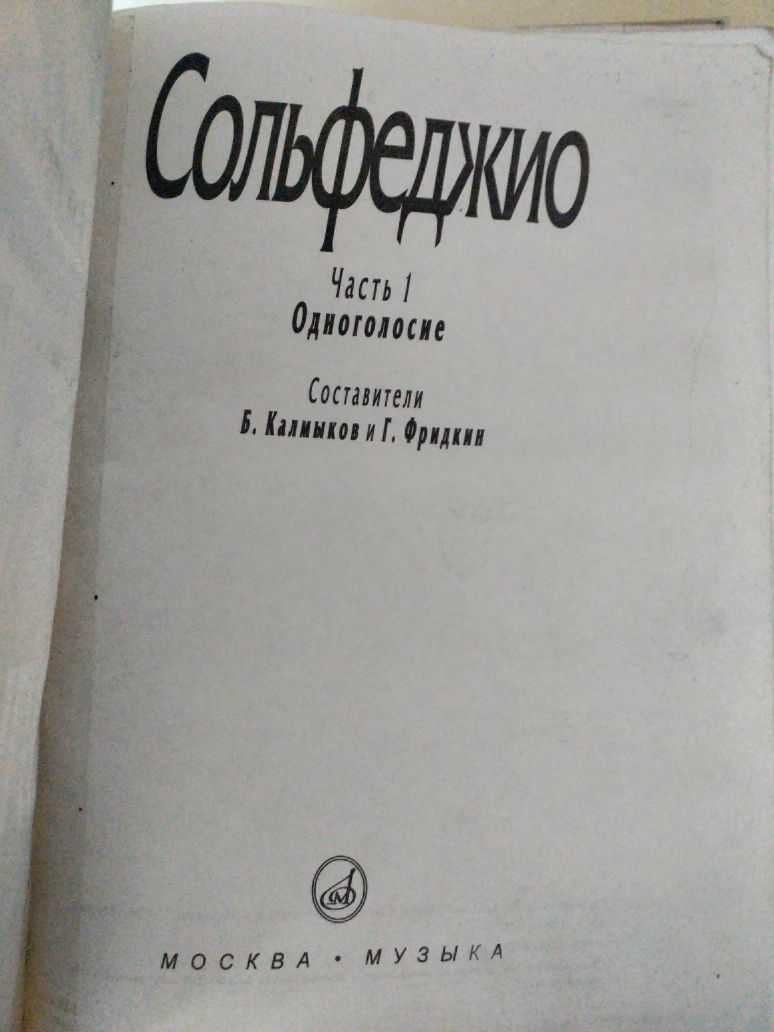 Сольфеджио
Часть 1
Одноголосие
Составители
Б. Калмыков и Г. Фридкин
МОСКВА • МУЗЫКА